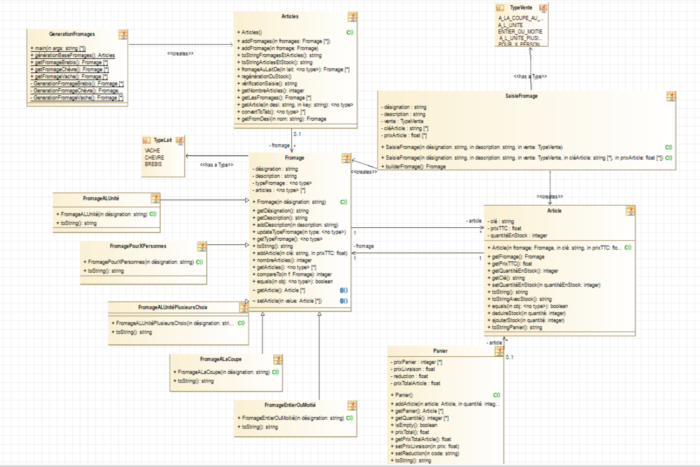 GenerationFromages
+ main(in args: string [*])
+ générationBaseFromages(): Articles
+ getFromageBrebis(): Fromage [*]
+ getFromageChèvre(): Fromage [*]
+ getFromageVache(): Fromage [*]
- GenerationFromageBrebis(): Fromage [*]
- GenerationFromageChèvre(): Fromage
- GenerationFromageVache(): Fromage [*]
<<creates>>
Articles
+ Articles()
+ addFromages(in fromages: Fromage [*])
+ addFromage(in fromage: Fromage)
+ toStringFromagesEtArticles(): string
+ toStringArticlesEtStock(): string
+ fromageAuLaitDe(in lait: <no type>): Fromage [*]
+ regénérationDuStock()
+ vérificationSaisie(): string
+ getNombreArticles(): integer
+ getLesFromages(): Fromage [*]
+ getArticle(in desi: string, in key: string): <no type>
+ convertToTab(): <no type> [*]
+ getFromDesi(in nom: string): Fromage
0..1
- fromage
TypeVente
A_LA_COUPE_AU_...
A_L_UNITE
ENTIER_OU_MOITIE
A_L_UNITE_PLUSI...
POUR_X_PERSON...
<<has a Type>>
SaisieFromage
- désignation : string
- description : string
- vente : TypeVente
- cléArticle : string [*]
- prixArticle : float [*]
+ SaisieFromage(in désignation: string, in description: string, in vente: TypeVente)
+ SaisieFromage(in désignation: string, in description: string, in vente: TypeVente, in cléArticle: string [*], in prixArticle: float [*])
+ builderFromage(): Fromage
<<creates>>
<<creates>>
TypeLait
VACHE
CHEVRE
BREBIS
<<has a Type>>
Fromage
- désignation : string
- description : string
- typeFromage : <no type>
- articles : <no type> [*]
+ Fromage(in désignation: string)
+ getDésignation(): string
+ getDescription(): string
+ addDescription(in description: string)
+ updateTypeFromage(in type: <no type>)
+ getTypeFromage(): <no type>
+ toString(): string
+ addArticle(in clé: string, in prixTTC: float)
+ nombreArticles(): integer
+ getArticles(): <no type> [*]
+ compareTo(in f: Fromage): integer
+ equals(in obj: <no type>): boolean
- getArticle(): Article [*]
- setArticle(in value: Article [*])
- article
1
- fromage
1
Article
- clé : string
- prixTTC : float
- quantitéEnStock : integer
+ Article(in fromage: Fromage, in clé: string, in prixTTC: flo...
+ getFromage(): Fromage
+ getPrixTTC(): float
+ getQuantitéEnStock(): integer
+ getClé(): string
+ setQuantitéEnStock(in quantitéEnStock: integer)
+ toString(): string
+ toStringAvecStock(): string
+ equals(in obj: <no type>): boolean
+ déduireStock(in quantité: integer)
+ ajouterStock(in quantité: integer)
+ toStringPanier(): string
- article
0..1
FromageALUnité
+ FromageALUnité(in désignation: string)
+ toString(): string
FromagePourXPersonnes
+ FromagePourXPersonnes(in désignation: string)
+ toString(): string
FromageALUnitéPlusieursChoix
+ FromageALUnitéPlusieursChoix(in désignation: stri...
+ toString(): string
FromageALaCoupe
+ FromageALaCoupe(in désignation: string)
+ toString(): string
FromageEntierOuMoitié
+ FromageEntierOuMoitié(in désignation: string)
+ toString(): string
Panier
- prixPanier : integer [*]
- prixLivraison : float
- reduction : float
- prixTotalArticle : float
+ Panier()
+ addArticle(in article: Article, in quantité: integ...
+ getPanier(): Article [*]
+ getQuantité(): integer [*]
+ isEmpty(): boolean
+ prixTotal(): float
+ getPrixTotalArticle(): float
+ setPrixLivraison(in prix: float)
+ setReduction(in code: string)
+ toString(): string